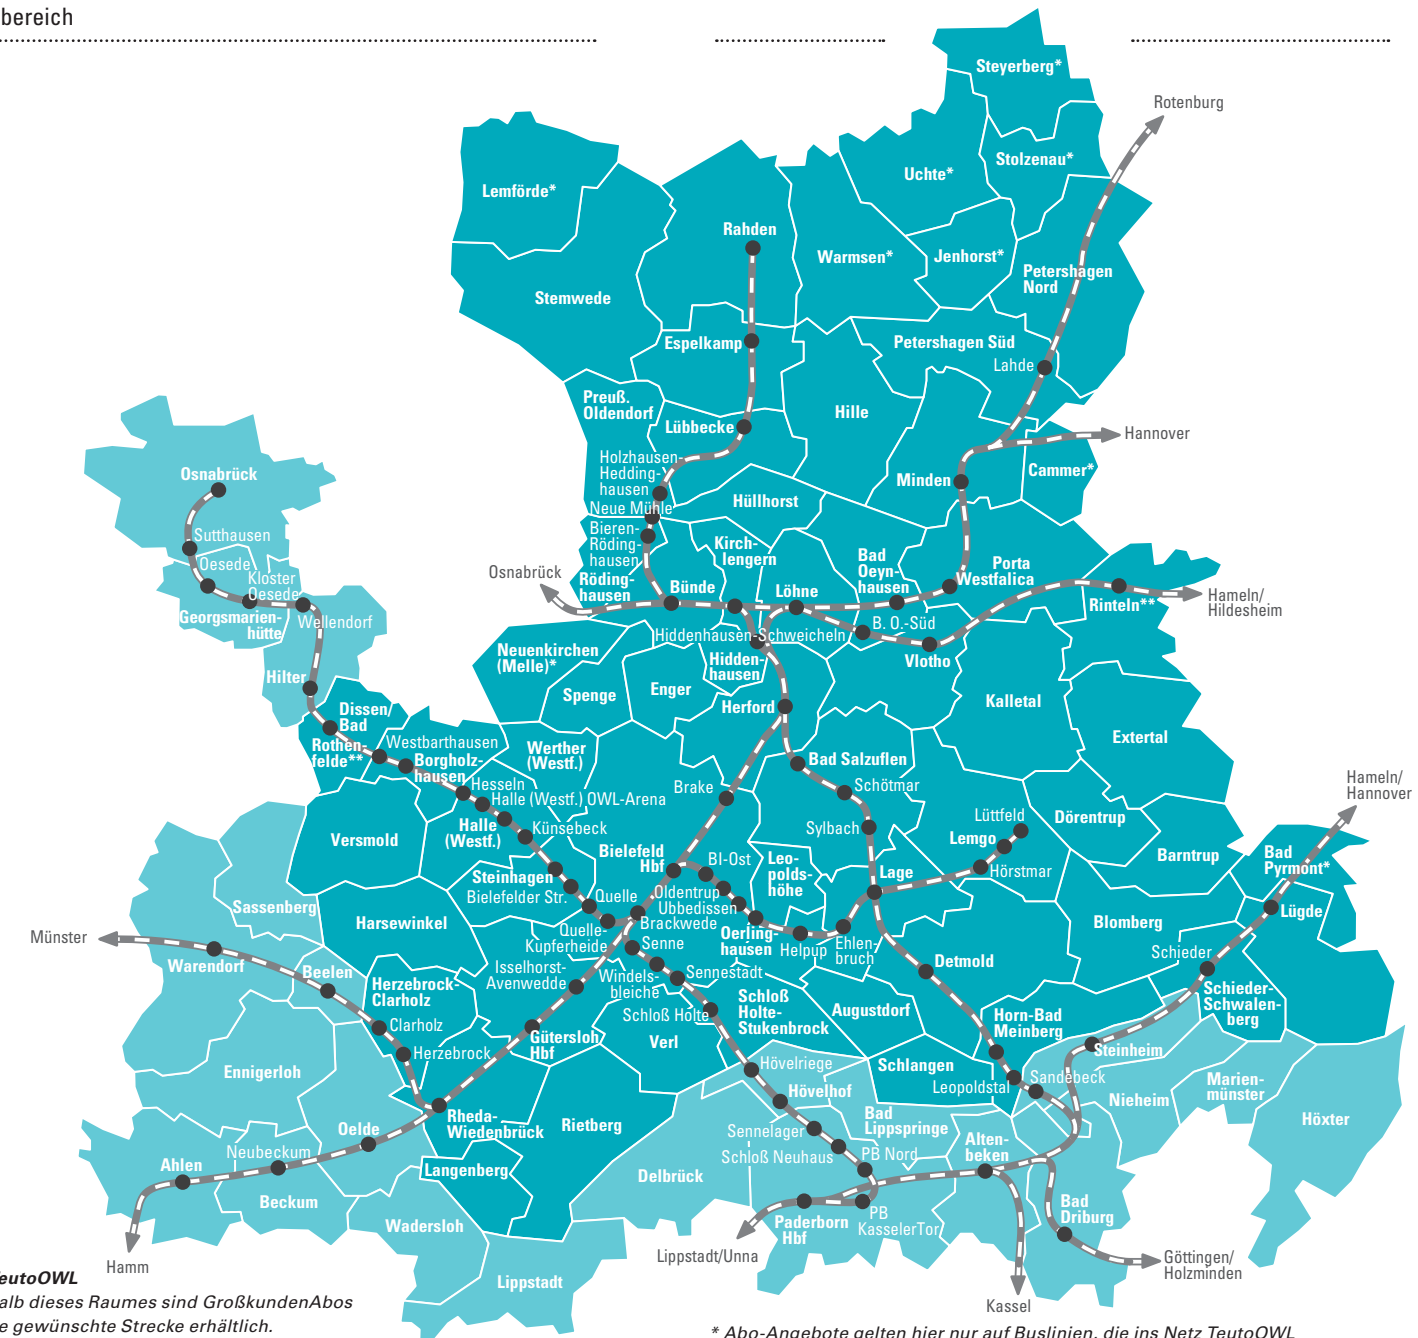 bereich
Steyerberg*
Rotenburg
Stolzenau*
Uchte*
Lemförde*
Rahden
Warmsen*
Jenhorst*
Petershagen
Nord
Stemwede
Espelkamp
Petershagen Süd
Lahde
Preuß.
Oldendorf
Hille
Lübbecke
Hannover
Holzhausen-
Hedding-
hausen
Cammer*
Osnabrück
Minden
Neue Mühle
Hüllhorst
Bieren-
Röding-
hausen
Sutthausen
Kirch-
lengern
Bad
Oeyn-
hausen
Porta
Westfalica
Oesede
Kloster
Oesede
Osnabrück
Röding-
hausen
Bünde
Löhne
Rinteln**
Hameln/
Hildesheim
Georgsmarien-
hütte
Wellendorf
B. O.-Süd
Hiddenhausen-Schweicheln
Neuenkirchen
(Melle)*
Hidden-
hausen
Vlotho
Hilter
Spenge
Enger
Herford
Kalletal
Dissen/
Bad
Rothen-
felde**
Westbarthausen
Borgholz-
hausen
Werther
(Westf.)
Bad Salzuflen
Extertal
Hesseln
Halle (Westf.) OWL-Arena
Brake
Schötmar
Hameln/
Hannover
Halle
(Westf.)
Künsebeck
Sylbach
Lüttfeld
Lemgo
Dörentrup
Versmold
Bielefeld
Hbf
BI-Ost
Leo-
polds-
höhe
Barntrup
Bad
Pyrmont*
Steinhagen
Bielefelder Str.
Lage
Hörstmar
Oldentrup
Ubbedissen
Sassenberg
Quelle
Lügde
Harsewinkel
Brackwede
Blomberg
Quelle-
Kupferheide
Oerling-
hausen
Helpup
Ehlen-
bruch
Münster
Senne
Schieder
Warendorf
Beelen
Isselhorst-
Avenwedde
Windels-
bleiche
Sennestadt
Detmold
Herzebrock-
Clarholz
Schieder-
Schwalen-
berg
Schloß
Holte-
Stukenbrock
Augustdorf
Horn-Bad
Meinberg
Clarholz
Schloß Holte
Gütersloh
Hbf
Verl
Herzebrock
Steinheim
Hövelriege
Schlangen
Ennigerloh
Leopoldstal
Sandebeck
Marien-
münster
Hövelhof
Nieheim
Rheda-
Wiedenbrück
Rietberg
Bad
Lippspringe
Höxter
Oelde
Sennelager
Alten-
beken
Neubeckum
Schloß Neuhaus
PB Nord
Ahlen
Langenberg
Delbrück
Beckum
Bad
Driburg
Wadersloh
Paderborn
Hbf
PB
KasselerTor
Lippstadt/Unna
Göttingen/
Holzminden
Hamm
Lippstadt
Kassel
TeutoOWL
alb dieses Raumes sind GroßkundenAbos
e gewünschte Strecke erhältlich.
* Abo-Angebote gelten hier nur auf Buslinien, die ins Netz TeutoOWL